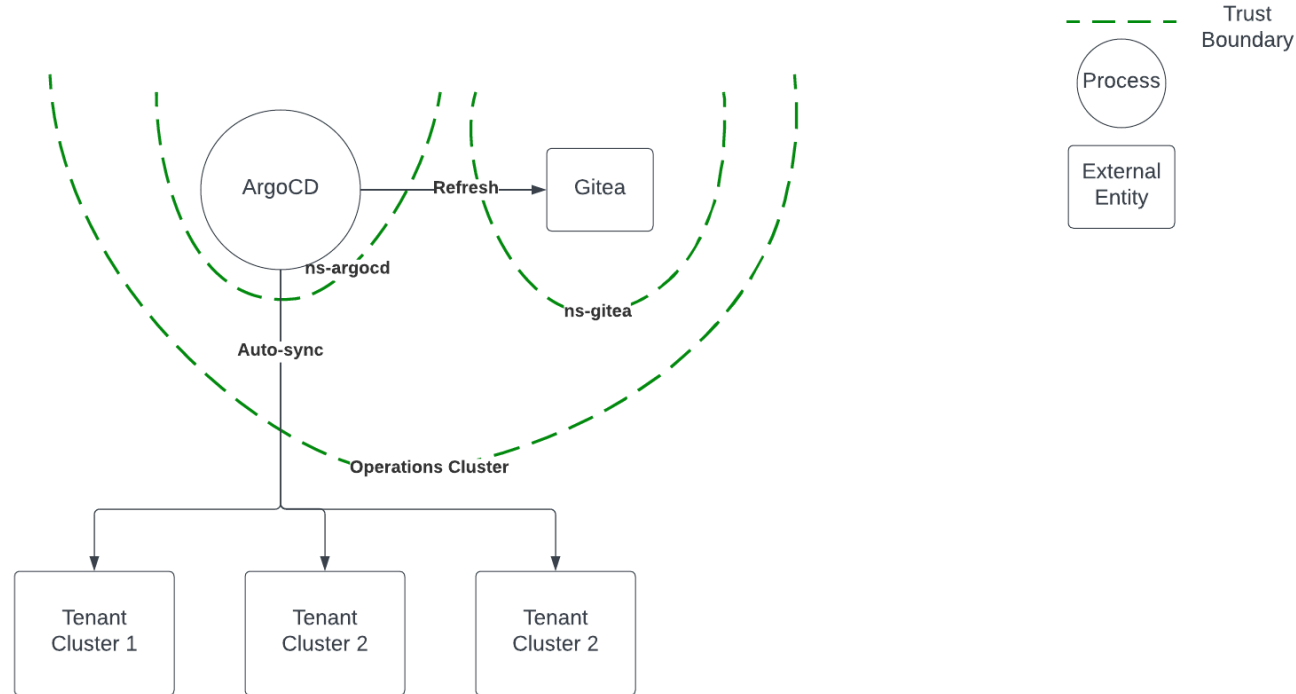 Trust
Boundary
Process
External
Entity
ArgoCD
Refresh
Gitea
ns-argocd
ns-gitea
Auto-sync
Operations Cluster
Tenant
Cluster 1
Tenant
Cluster 2
Tenant
Cluster 2